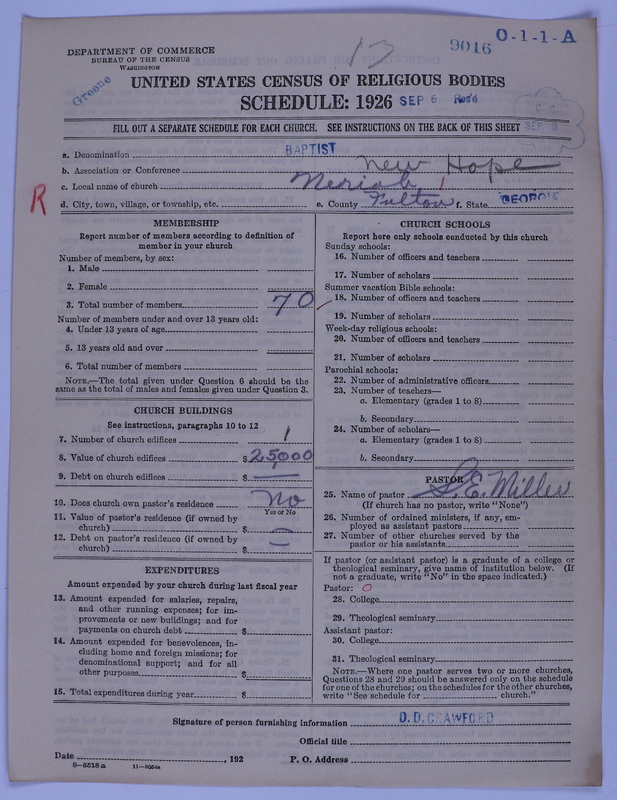 13 9016 O-1-1-A
DEPARTMENT OF COMMERCE
BUREAU OF THE CENSUS
WASHINGTON
Greene
UNITED STATES CENSUS OF RELIGIOUS BODIES
SCHEDULE: 1926 SEP 6 Rec'd
FILL OUT A SEPARATE SCHEDULE FOR EACH CHURCH. SEE INSTRUCTIONS ON THE BACK OF THIS SHEET
a. Denomination BAPTIST
b. Association or Conference New Hope
c. Local name of church Neriah
R d. City, town, village, or township, etc. e. County Fulton f. State. GEORGIA
MEMBERSHIP
Report number of members according to definition of
member in your church
Number of members, by sex:
1. Male
2. Female
3. Total number of members 70
Number of members under and over 13 years old:
4. Under 13 years of age
5. 13 years old and over
6. Total number of members
NOTE.—The total given under Question 6 should be the
same as the total of males and females given under Question 3.
CHURCH BUILDINGS
See instructions, paragraphs 10 to 12
7. Number of church edifices 1
8. Value of church edifices $ 25,000
9. Debt on church edifices $ —
10. Does church own pastor's residence No
Yes or No
11. Value of pastor's residence (if owned by
church) $ —
12. Debt on pastor's residence (if owned by
church) $ —
EXPENDITURES
Amount expended by your church during last fiscal year
13. Amount expended for salaries, repairs,
and other running expenses; for im-
provements or new buildings; and for
payments on church debt $
14. Amount expended for benevolences, in-
cluding home and foreign missions; for
denominational support; and for all
other purposes $
15. Total expenditures during year $
CHURCH SCHOOLS
Report here only schools conducted by this church
Sunday schools:
16. Number of officers and teachers
17. Number of scholars
Summer vacation Bible schools:
18. Number of officers and teachers
19. Number of scholars
Week-day religious schools:
20. Number of officers and teachers
21. Number of scholars
Parochial schools:
22. Number of administrative officers
23. Number of teachers—
a. Elementary (grades 1 to 8)
b. Secondary
24. Number of scholars—
a. Elementary (grades 1 to 8)
b. Secondary
PASTOR
25. Name of pastor S. E. Miller
(If church has no pastor, write "None")
26. Number of ordained ministers, if any, em-
ployed as assistant pastors
27. Number of other churches served by the
pastor or his assistants
If pastor (or assistant pastor) is a graduate of a college or
theological seminary, give name of institution below. (If
not a graduate, write "No" in the space indicated.)
Pastor: O
28. College
29. Theological seminary
Assistant pastor:
30. College
31. Theological seminary
NOTE.—Where one pastor serves two or more churches,
Questions 28 and 29 should be answered only on the schedule
for one of the churches; on the schedules for the other churches,
write "See schedule for church."
Signature of person furnishing information D. D. CRAWFORD
Official title
Date , 192 P. O. Address
8-5518 a 11-9054a